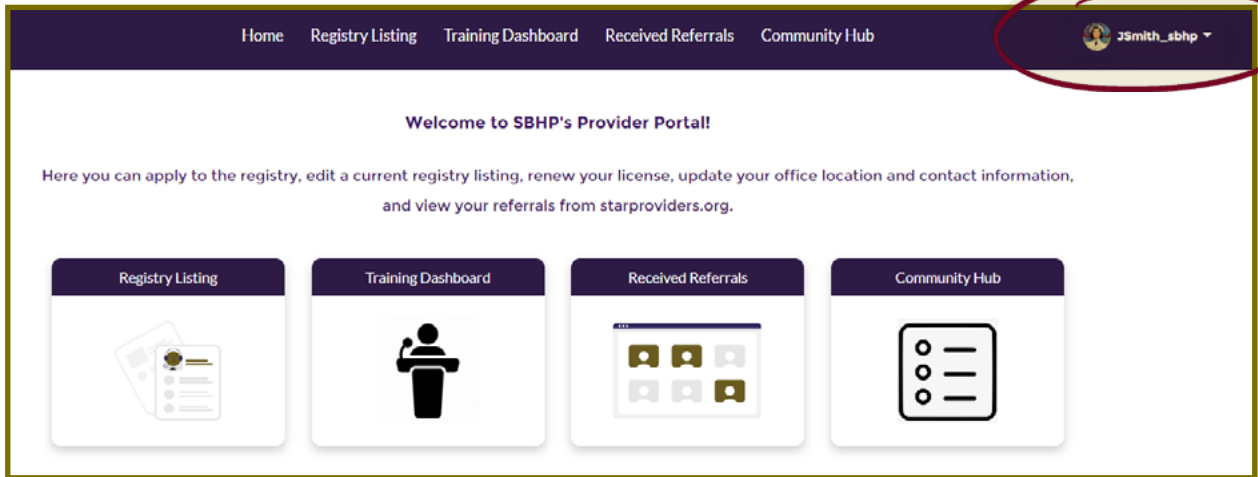 Home Registry Listing Training Dashboard Received Referrals Community Hub JSmith_sbhp
Welcome to SBHP's Provider Portal!
Here you can apply to the registry, edit a current registry listing, renew your license, update your office location and contact information,
and view your referrals from starproviders.org.
Registry Listing Training Dashboard Received Referrals Community Hub